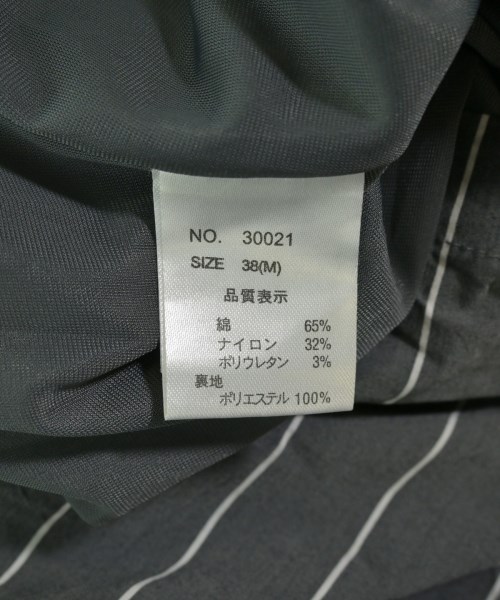 NO. 30021
SIZE 38(M)
品質表示
綿 65%
ナイロン 32%
ポリウレタン 3%
裏地
ポリエステル 100%